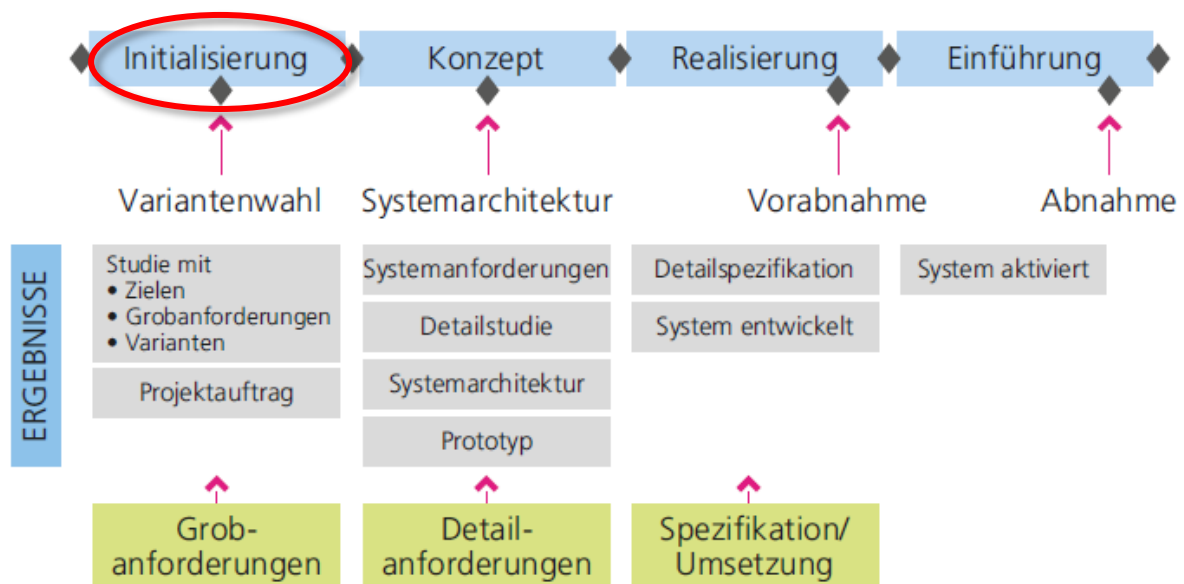 Initialisierung
Konzept
Realisierung
Einführung
Variantenwahl
Systemarchitektur
Vorabnahme
Abnahme
ERGEBNISSE
Studie mit
• Zielen
• Grobanforderungen
• Varianten
Projektauftrag
Systemanforderungen
Detailstudie
Systemarchitektur
Prototyp
Detailspezifikation
System entwickelt
System aktiviert
Grob-
anforderungen
Detail-
anforderungen
Spezifikation/
Umsetzung